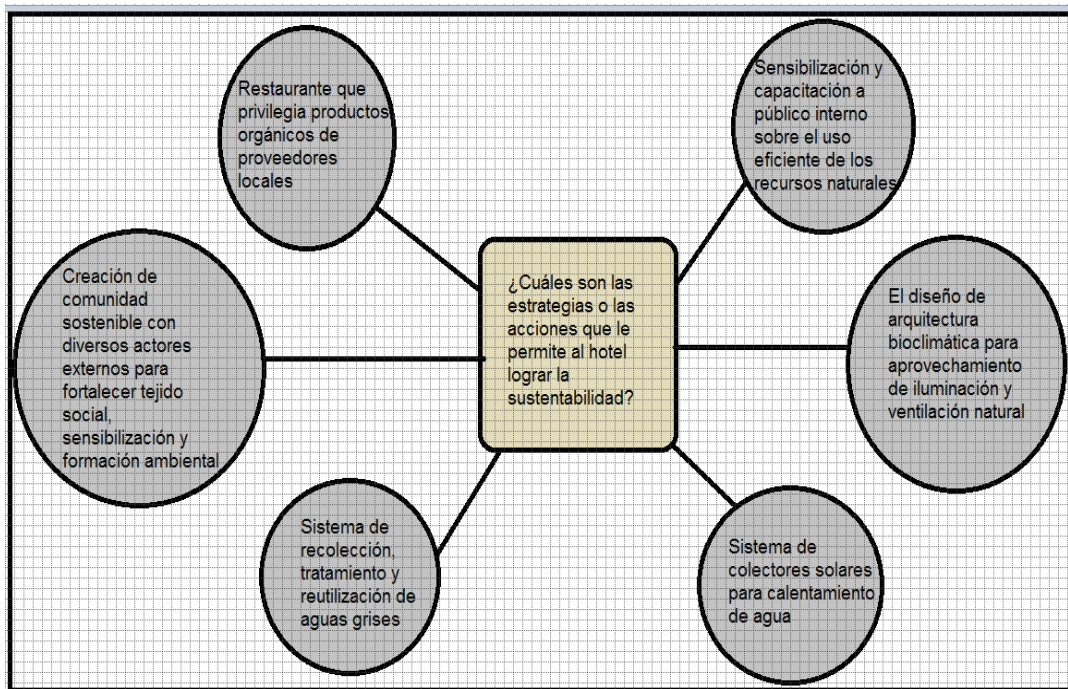 Restaurante que
privilegia productos
orgánicos de
proveedores
locales
Sensibilización y
capacitación a
público interno
sobre el uso
eficiente de los
recursos naturales
Creación de
comunidad
sostenible con
diversos actores
externos para
fortalecer tejido
social,
sensibilización y
formación ambiental
¿Cuáles son las
estrategias o las
acciones que le
permite al hotel
lograr la
sustentabilidad?
El diseño de
arquitectura
bioclimática para
aprovechamiento
de iluminación y
ventilación natural
Sistema de
recolección,
tratamiento y
reutilización de
aguas grises
Sistema de
colectores solares
para calentamiento
de agua